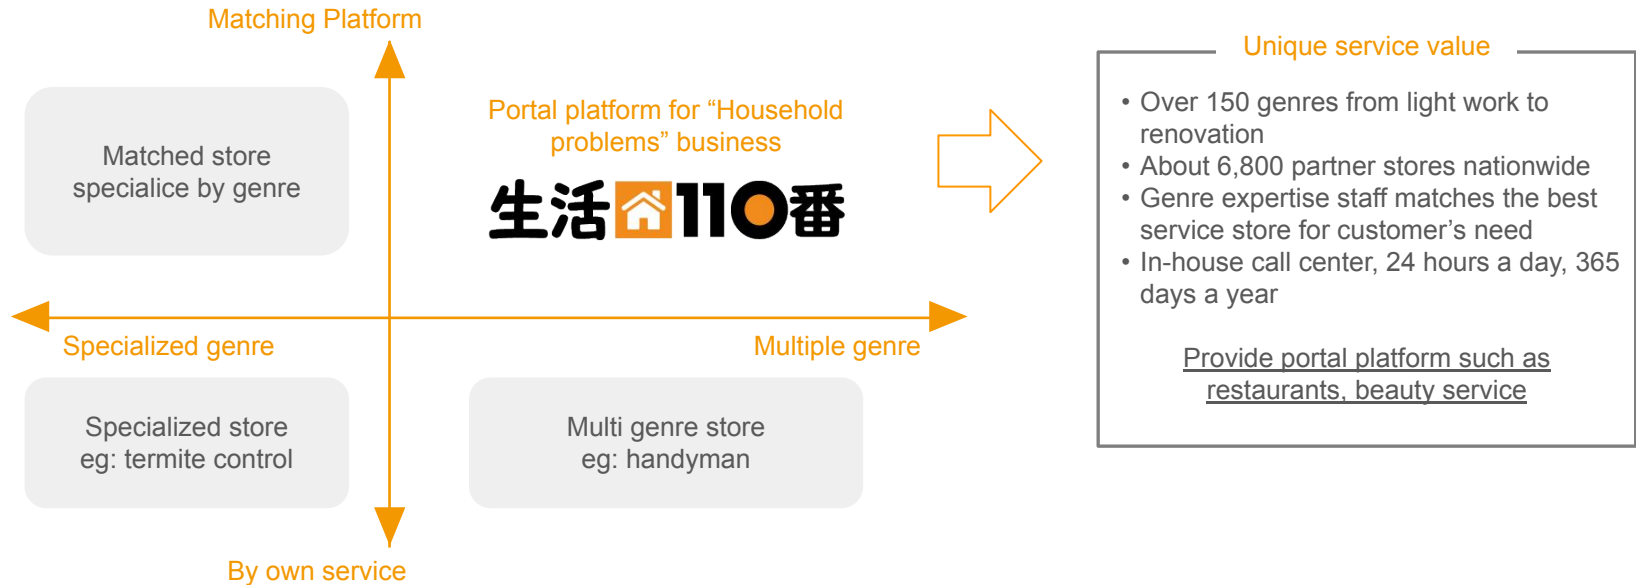 Matching Platform
Matched store
specialice by genre
Portal platform for “Household
problems” business
生活110番
Specialized genre
Multiple genre
Specialized store
eg: termite control
Multi genre store
eg: handyman
By own service
Unique service value
• Over 150 genres from light work to
renovation
• About 6,800 partner stores nationwide
• Genre expertise staff matches the best
service store for customer’s need
• In-house call center, 24 hours a day, 365
days a year
Provide portal platform such as
restaurants, beauty service